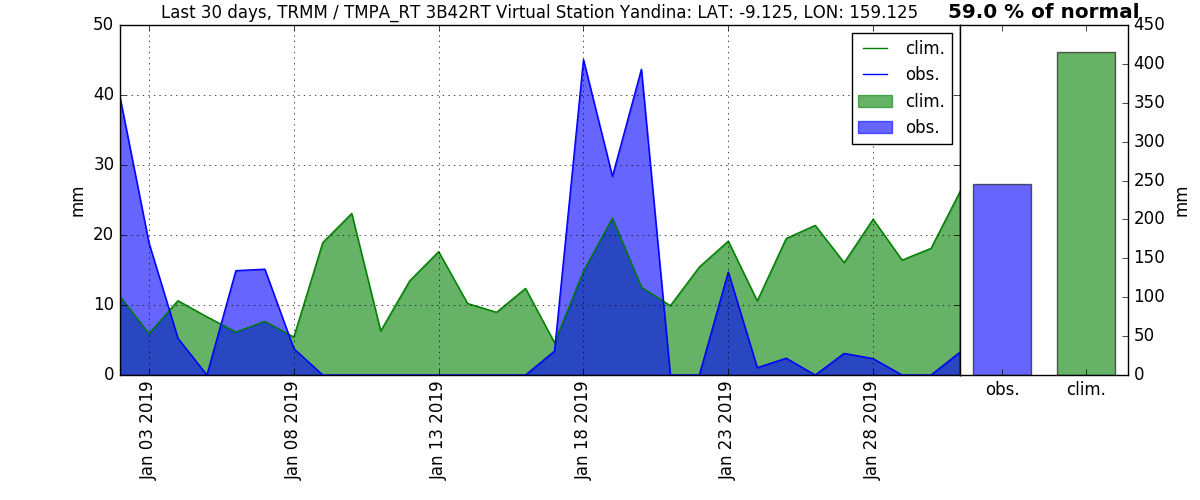 Last 30 days, TRMM / TMPA_RT 3B42RT Virtual Station Yandina: LAT: -9.125, LON: 159.125
59.0 % of normal
50
40
30
20
10
0
mm
clim.
obs.
clim.
obs.
450
400
350
300
250
200
150
100
50
0
mm
Jan 03 2019
Jan 08 2019
Jan 13 2019
Jan 18 2019
Jan 23 2019
Jan 28 2019
obs.
clim.